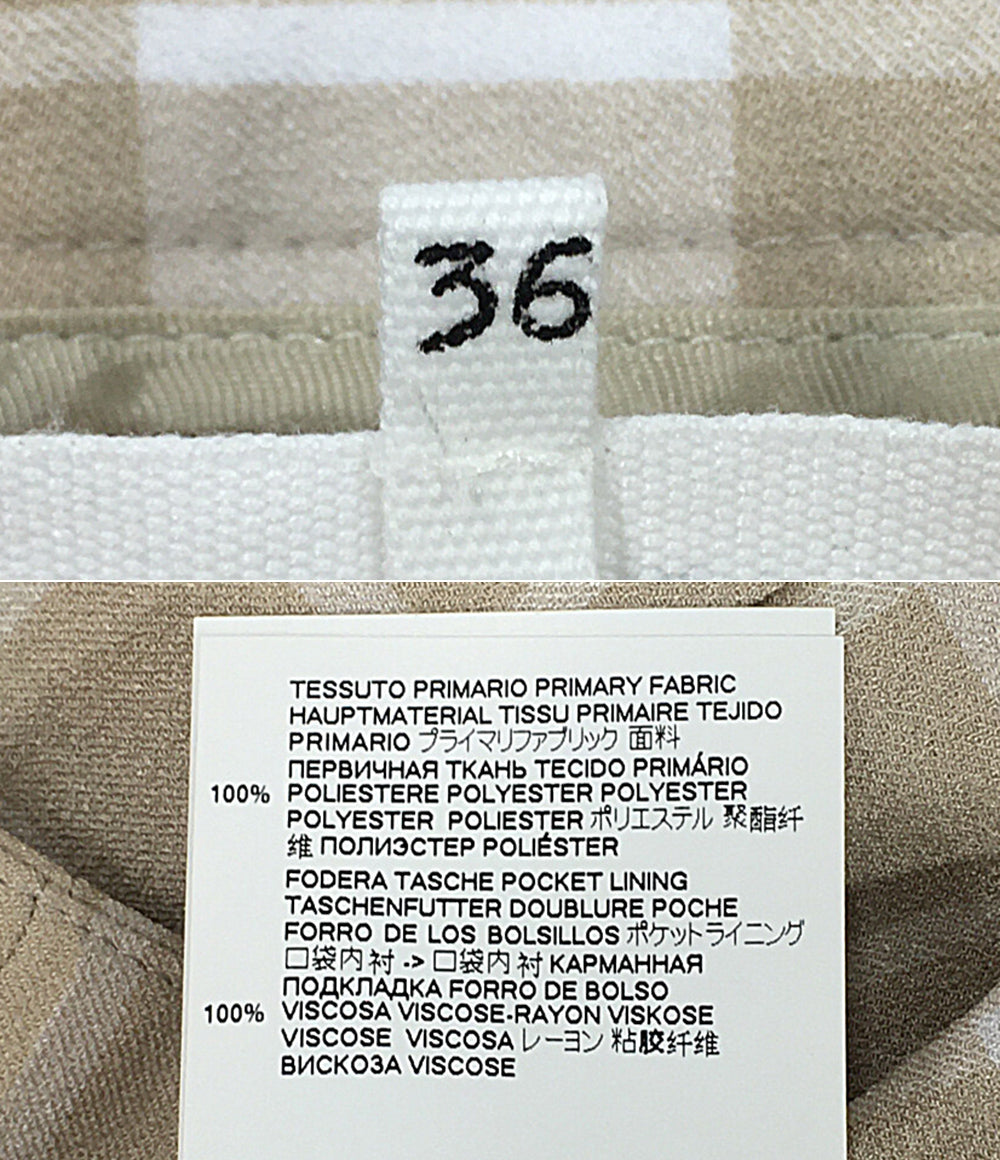 36
TESSUTO PRIMARIO PRIMARY FABRIC
HAUPTMATERIAL TISSU PRIMAIRE TEJIDO
PRIMARIO プライマリファブリック 面料
ПЕРВИЧНАЯ ТКАНЬ TECIDO PRIMÁRIO
100% POLIESTERE POLYESTER POLYESTER
POLYESTER POLIESTER ポリエステル 聚酯纤
维 ПОЛИЭСТЕР POLIÉSTER
FODERA TASCHE POCKET LINING
TASCHENFUTTER DOUBLURE POCHE
FORRO DE LOS BOLSILLOS ポケットライニング
口袋内衬 -> 口袋内衬 КАРМАННАЯ
ПОДКЛАДКА FORRO DE BOLSO
100% VISCOSA VISCOSE-RAYON VISKOSE
VISCOSE VISCOSA レーヨン 粘胶纤维
ВИСКОЗА VISCOSE